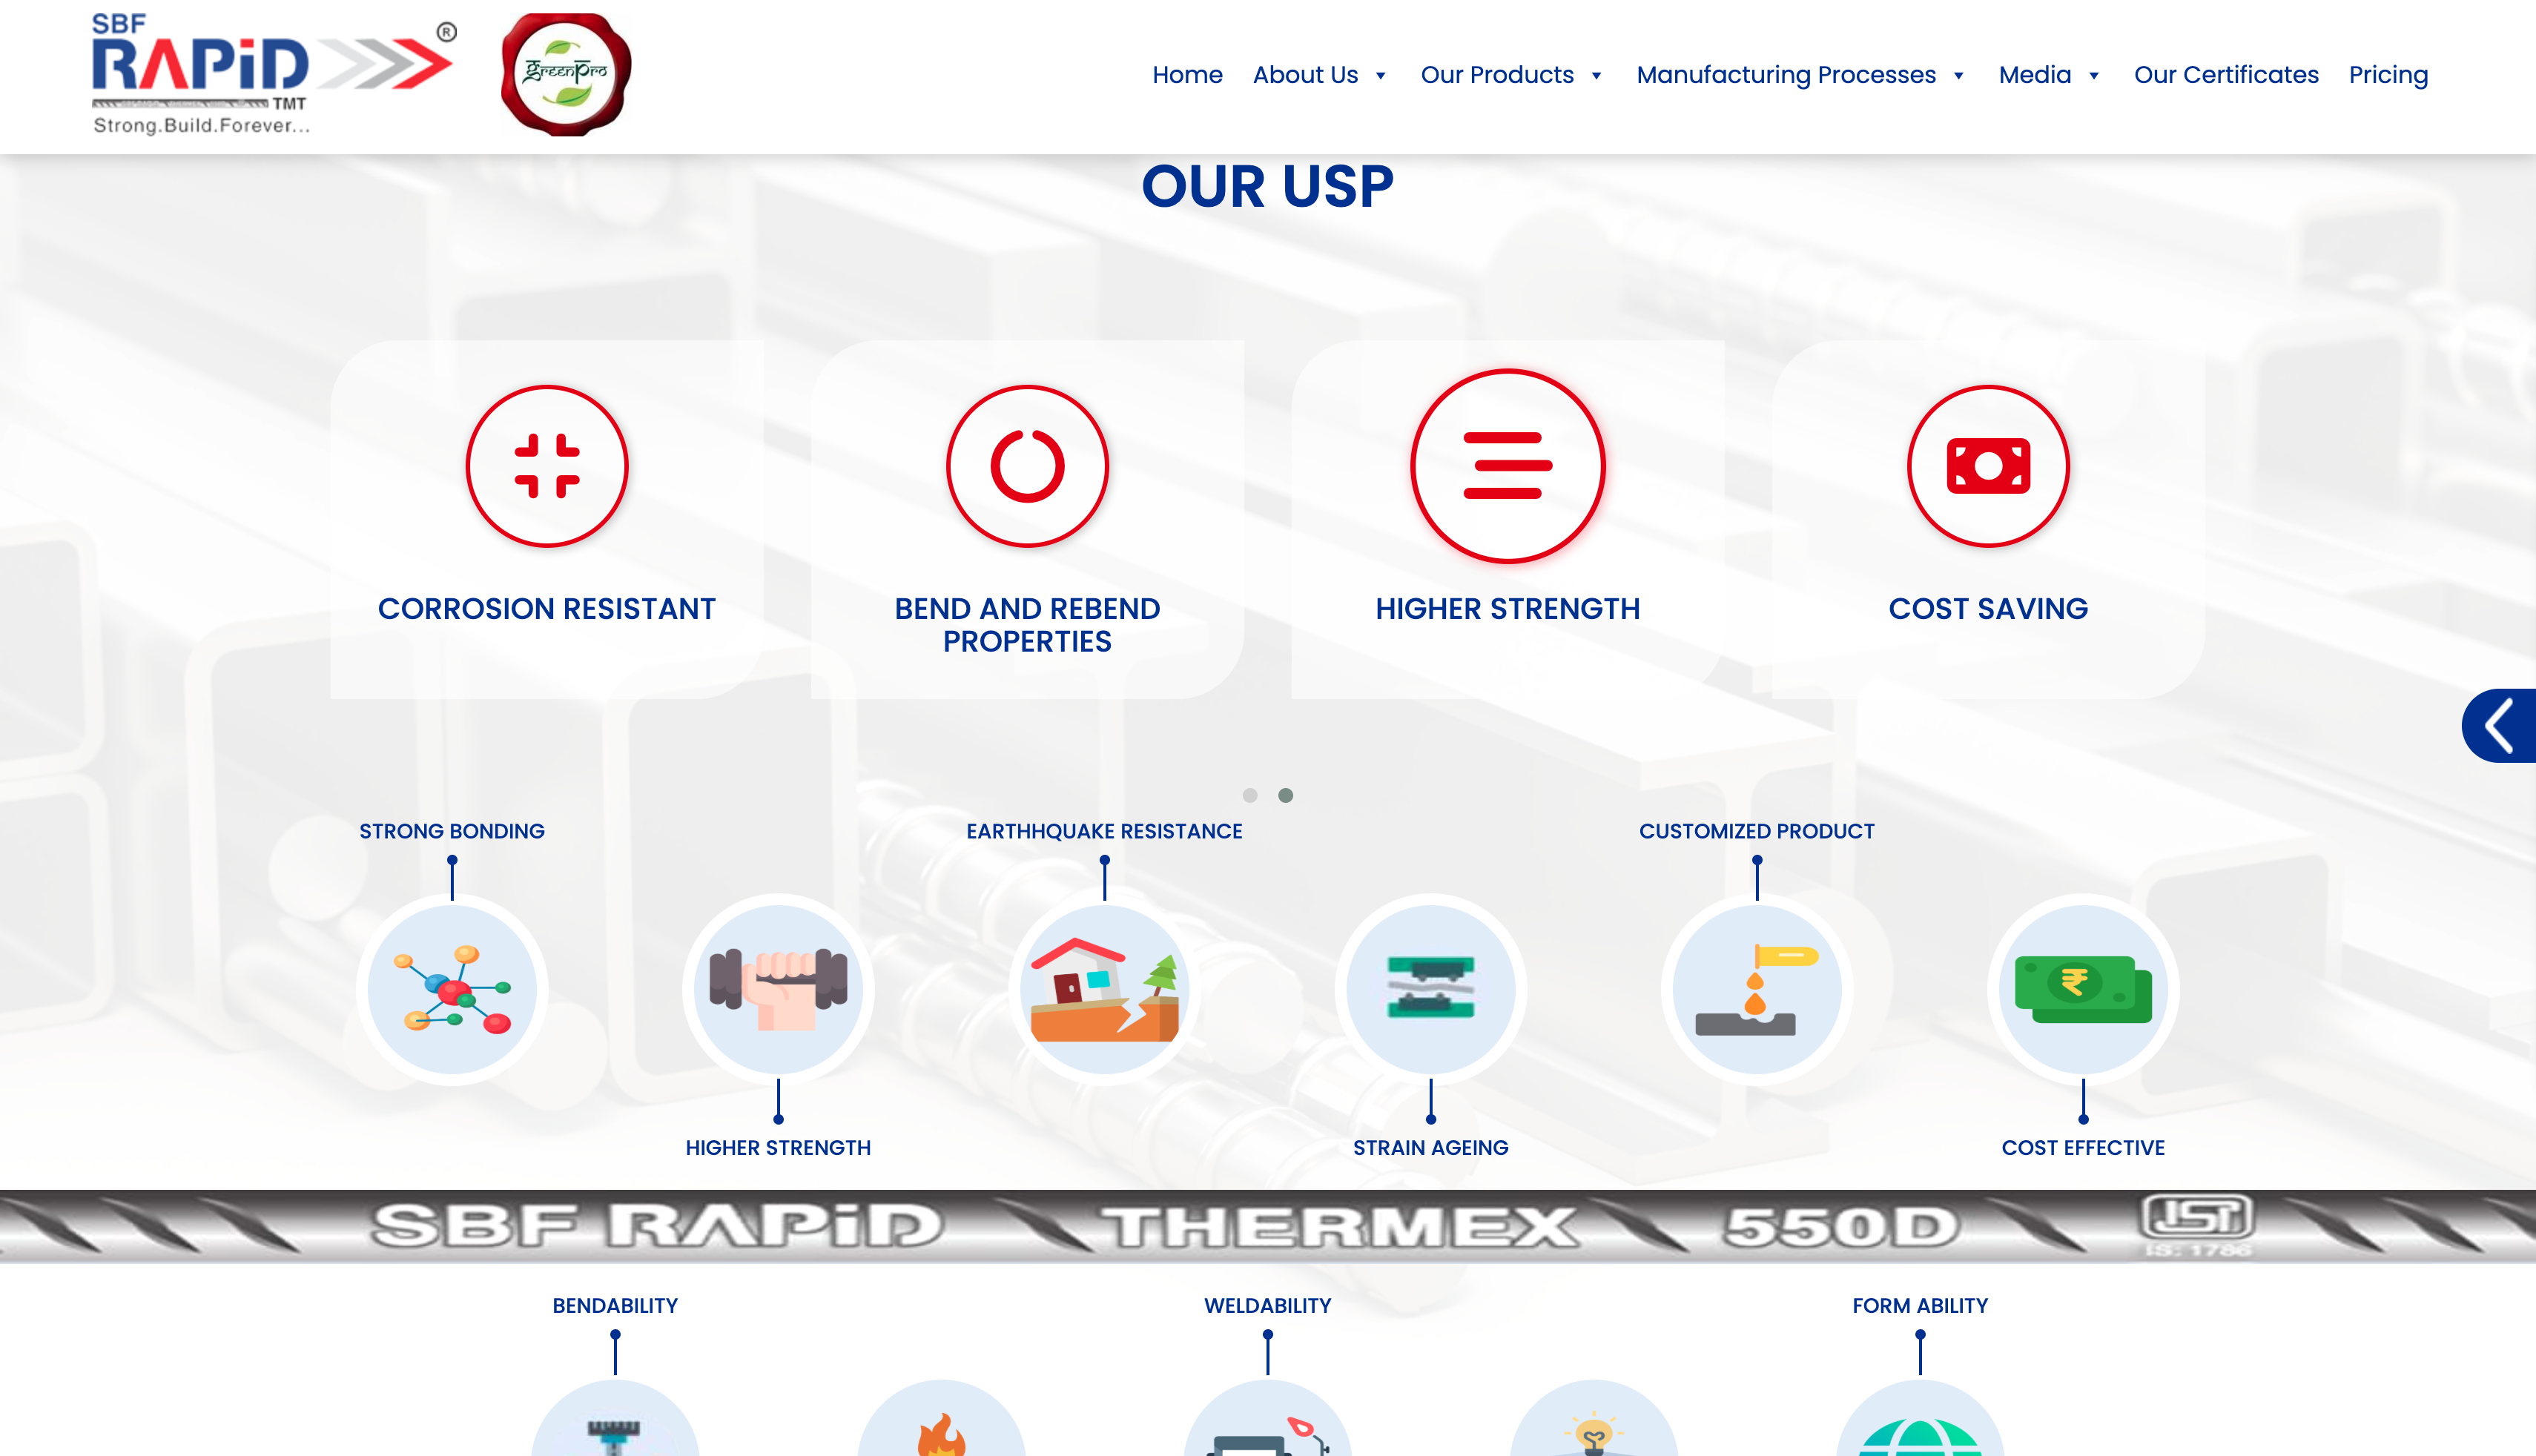 SBF
RAPiD ®
TMT
Strong.Build.Forever...
greenPro
Home About Us Our Products Manufacturing Processes Media Our Certificates Pricing
OUR USP
CORROSION RESISTANT
BEND AND REBEND
PROPERTIES
HIGHER STRENGTH
COST SAVING
STRONG BONDING
EARTHHQUAKE RESISTANCE
CUSTOMIZED PRODUCT
₹
HIGHER STRENGTH
STRAIN AGEING
COST EFFECTIVE
SBF RAPiD THERMEX 550D ISI
IS: 1786
BENDABILITY
WELDABILITY
FORM ABILITY